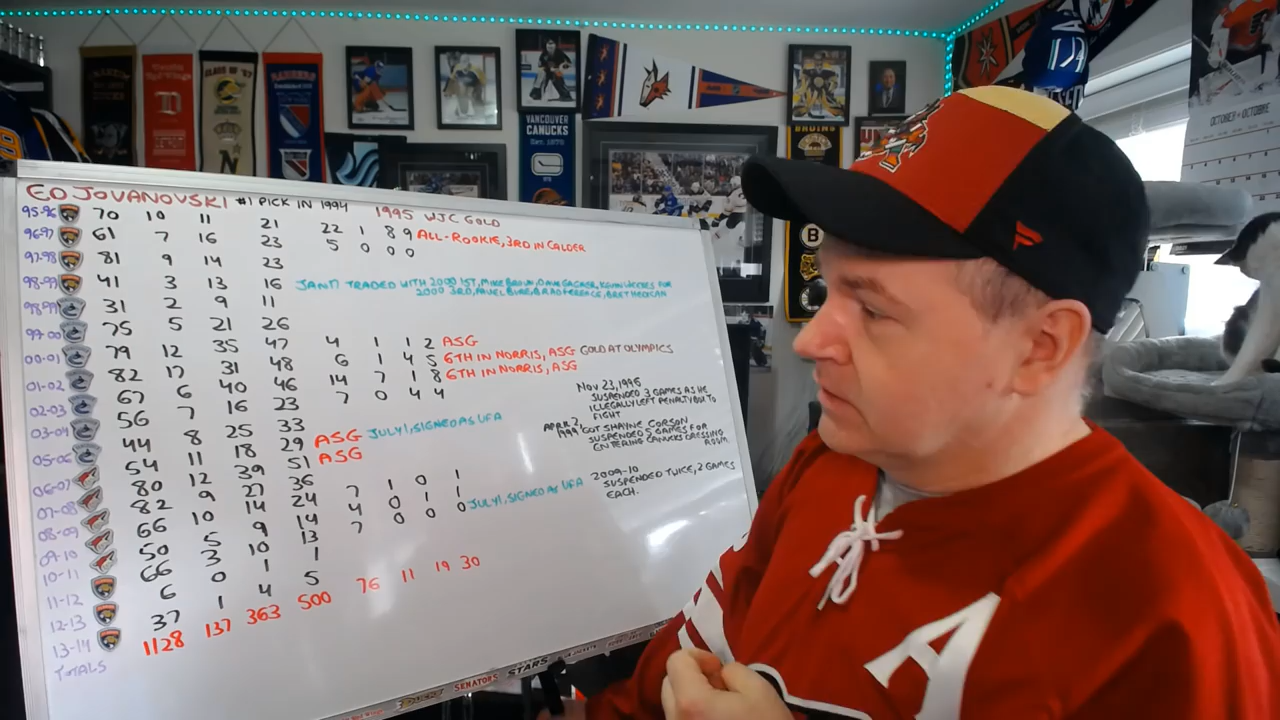 ED JOVANOVSKI #1 PICK IN 1994 1995 WJC GOLD
95-96 70 10 11 21 22 1 8 9 ALL-ROOKIE, 3RD IN CALDER
96-97 61 7 16 23 5 0 0 0
97-98 81 9 14 23
98-99 41 3 13 16 JAN 17 TRADED WITH 2000 1ST, MIKE BROWN, DAVE GAGNER, KEVIN WEEKES FOR
2000 3RD, PAVEL BURE, BRAD FERENCE, BRET HEDICAN
98-99 31 2 9 11
99-00 75 5 21 26
00-01 79 12 35 47 4 1 1 2 ASG
01-02 82 17 31 48 6 1 4 5 6TH IN NORRIS, ASG GOLD AT OLYMPICS
02-03 67 6 40 46 14 7 1 8 6TH IN NORRIS, ASG
03-04 56 7 16 23 7 0 4 4
05-06 44 8 25 33 JULY 1, SIGNED AS UFA
06-07 54 11 18 29 ASG
07-08 80 12 39 51 ASG
08-09 82 9 27 36
09-10 66 10 14 24 7 1 0 1
10-11 50 5 9 14 4 0 1 1 JULY 1, SIGNED AS UFA
11-12 66 3 10 13 7 0 0 0
12-13 6 0 1 1
13-14 37 1 4 5
TOTALS 1128 137 363 500 76 11 19 30
NOV 23, 1996
SUSPENDED 3 GAMES AS HE
ILLEGALLY LEFT PENALTY BOX TO
FIGHT
APR 2, 1999, GOT SHAYNE CORSON
SUSPENDED 5 GAMES FOR
ENTERING CANUCKS DRESSING
ROOM
2009-10
SUSPENDED TWICE, 2 GAMES
EACH.
SENATORS
STARS
CLASS OF '67
N
RANGERS
VANCOUVER
CANUCKS
Est. 1970
BRUINS
B
OCTOBER • OCTOBRE
A